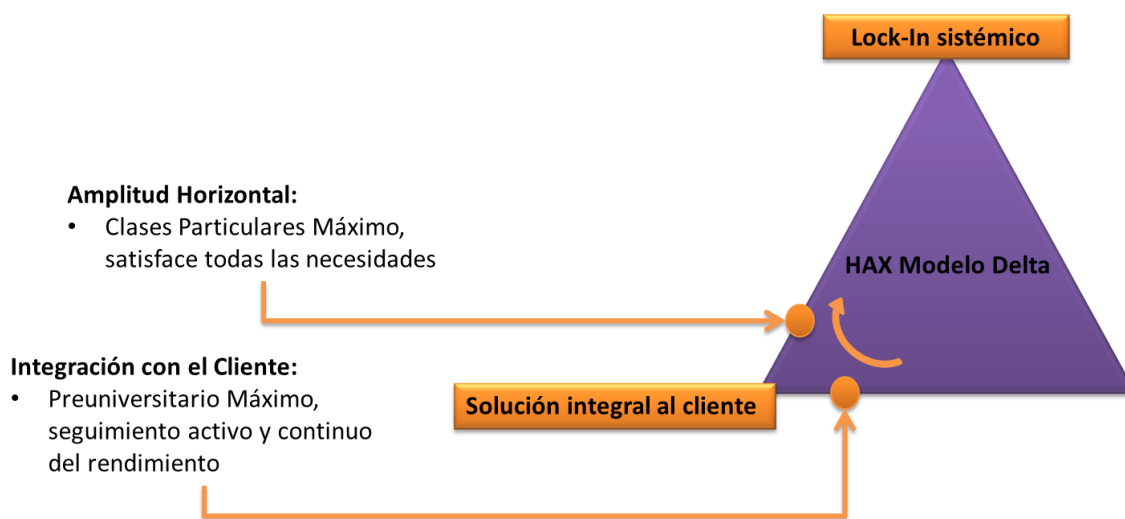 Lock-In sistémico
Amplitud Horizontal:
• Clases Particulares Máximo,
satisface todas las necesidades
HAX Modelo Delta
Integración con el Cliente:
• Preuniversitario Máximo,
seguimiento activo y continuo
del rendimiento
Solución integral al cliente